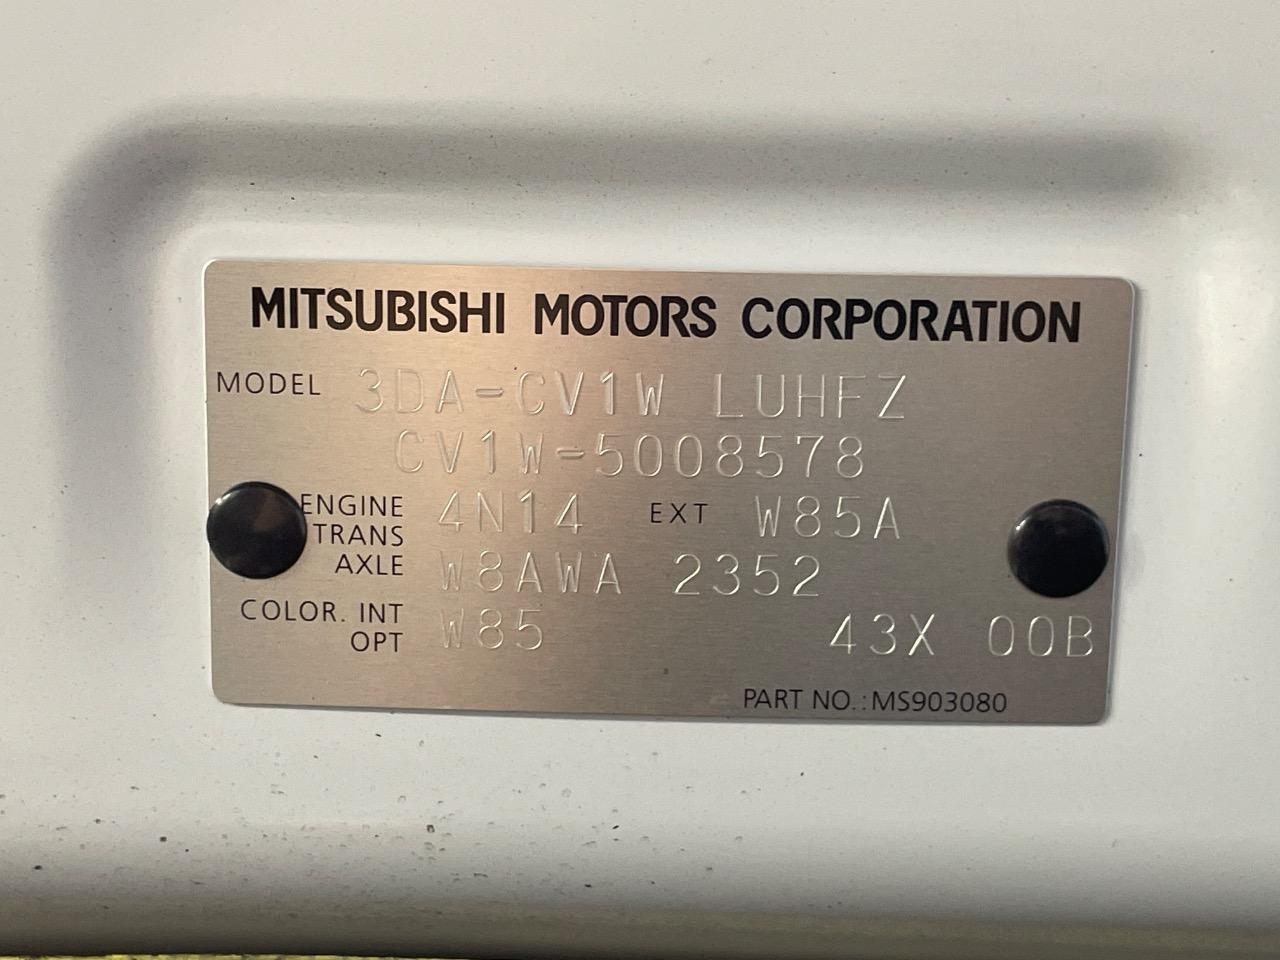 MITSUBISHI MOTORS CORPORATION
MODEL 3DA-CV1W LUHFZ
CV1W-5008578
ENGINE 4N14 EXT W85A
TRANS
AXLE W8AWA 2352
COLOR. INT
OPT W85 43X 00B
PART NO.:MS903080